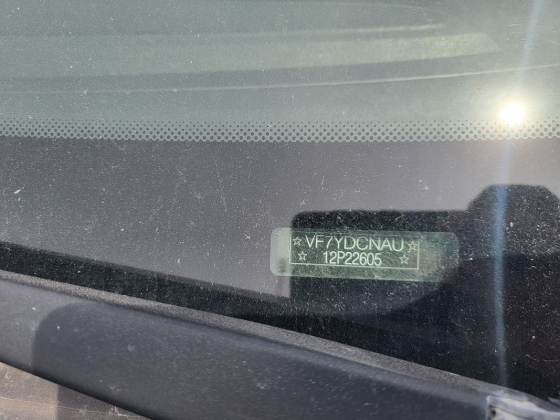 ☆VF7YDCNAU☆
☆ 12P22605 ☆